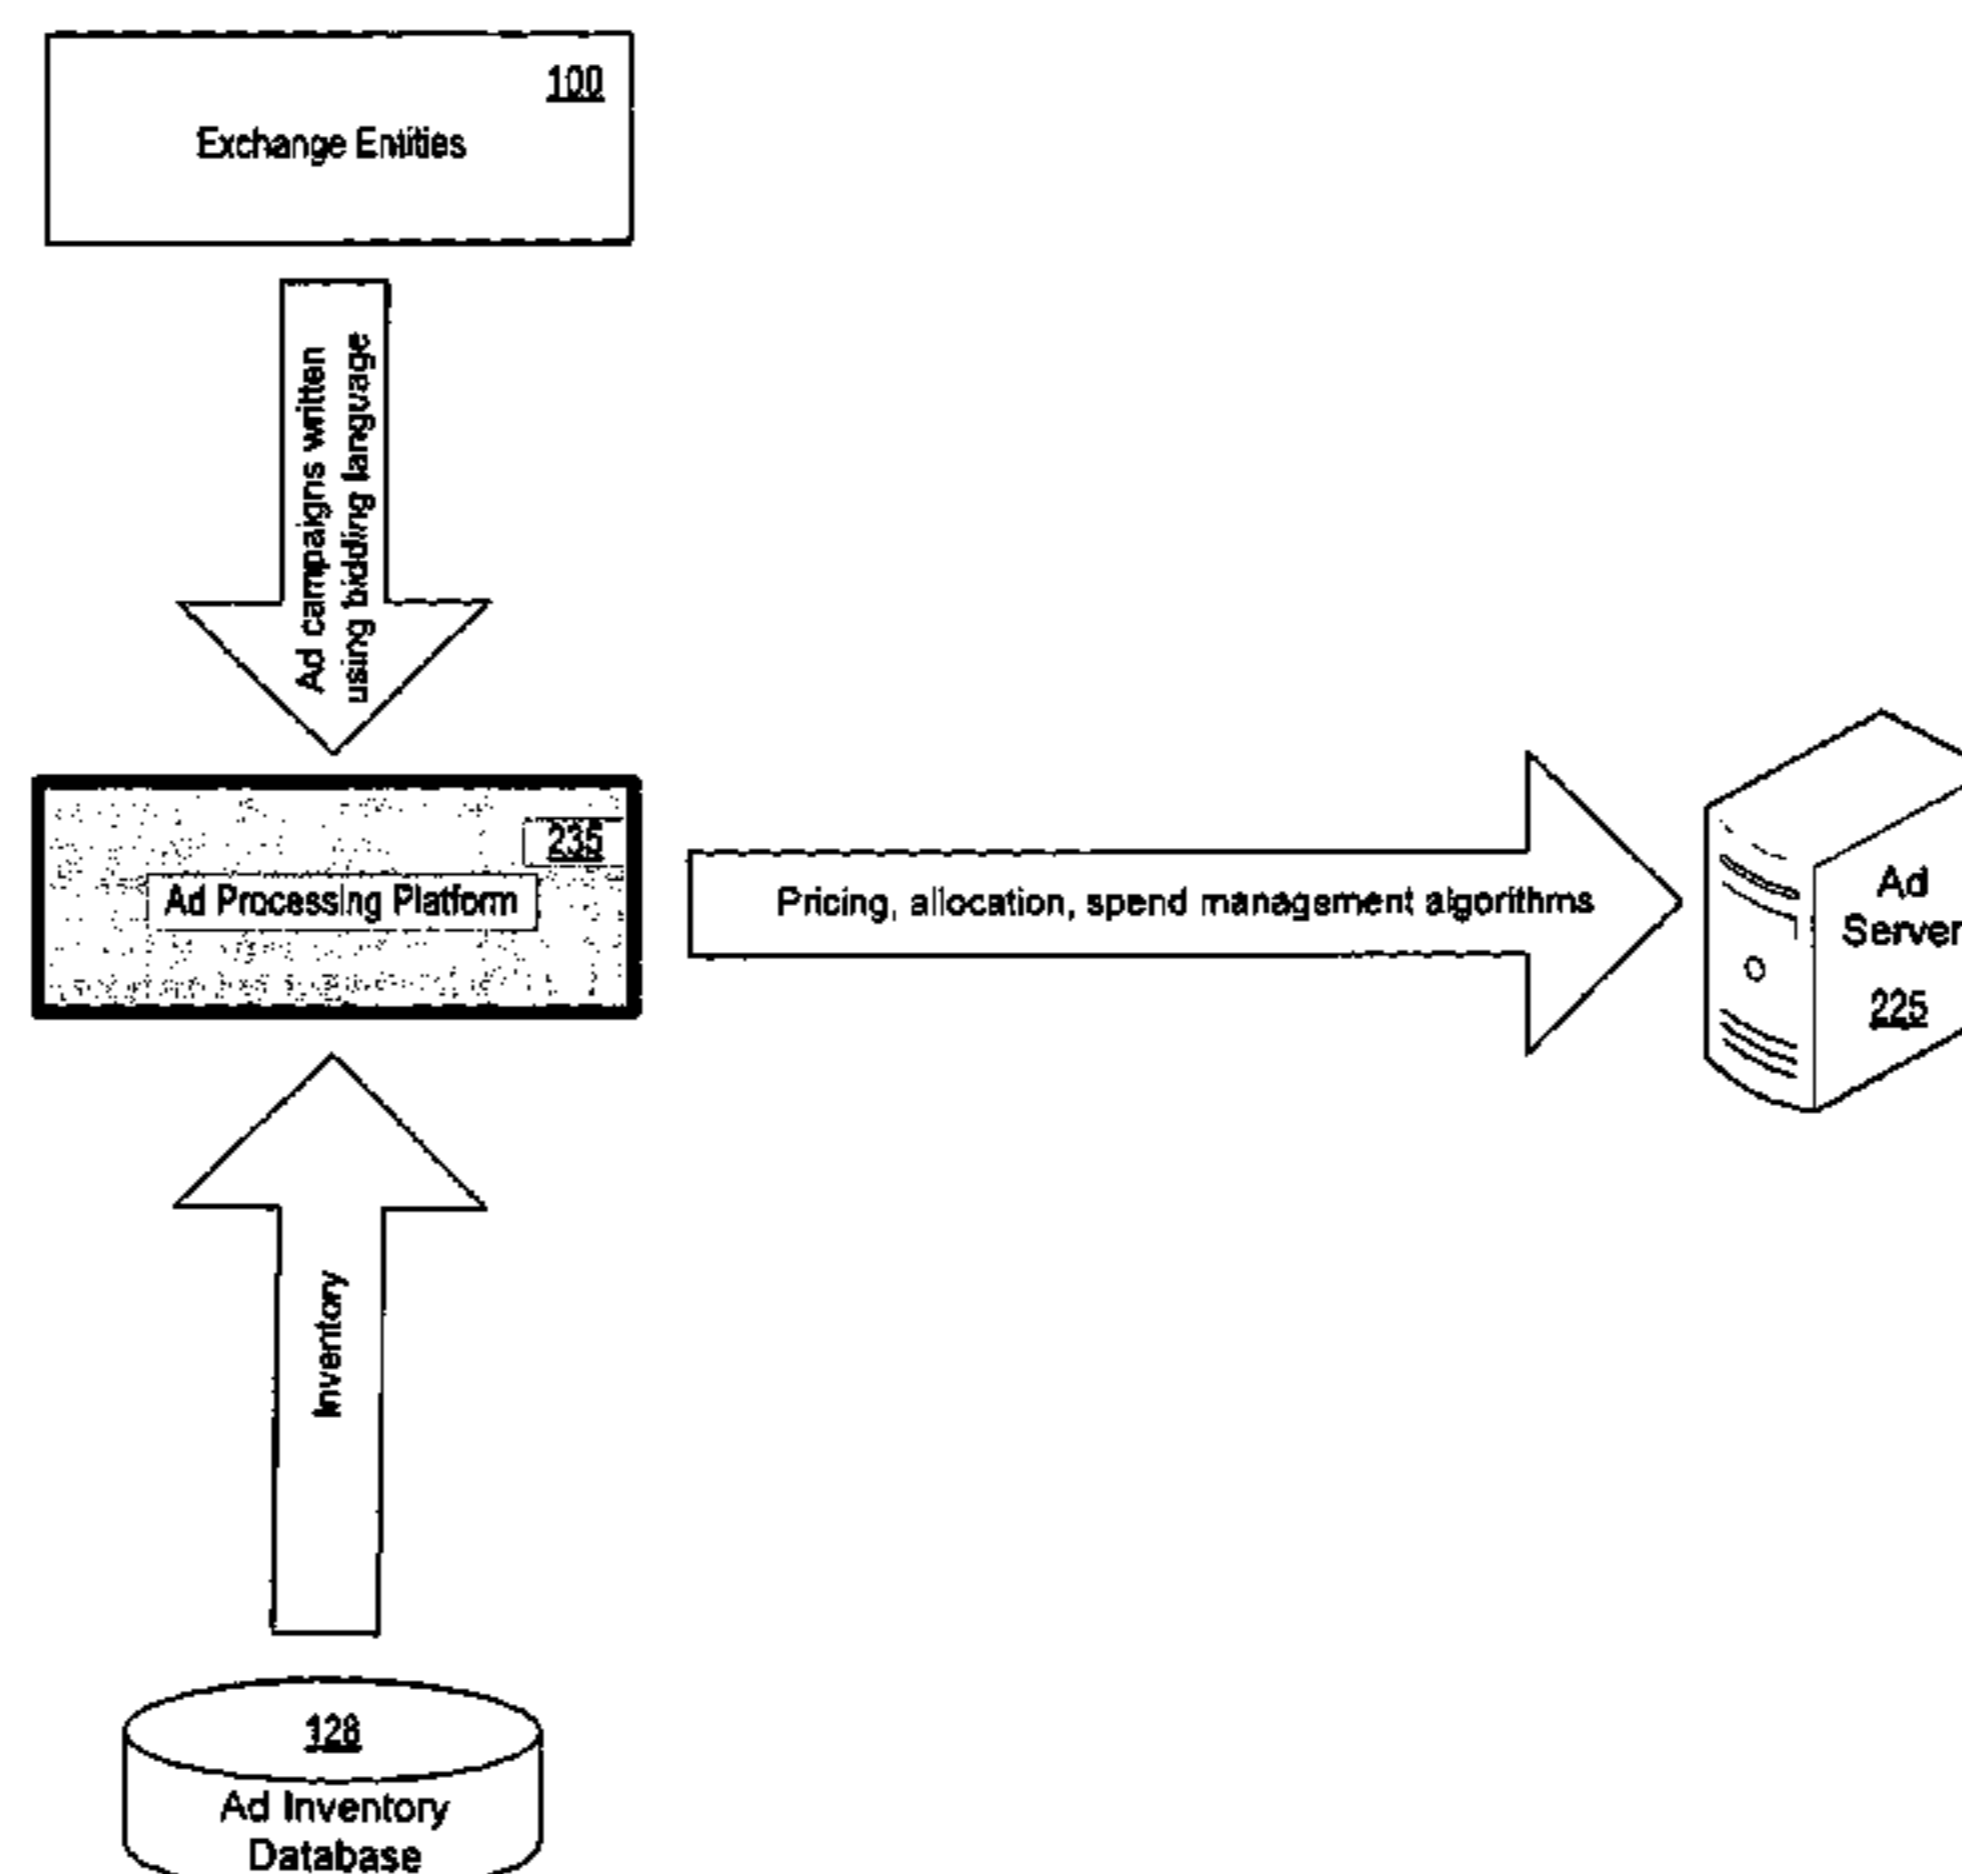 100
Exchange Entities
Ad campaigns written
using bidding language
235
Ad Processing Platform
Pricing, allocation, spend management algorithms
Ad
Server
225
Inventory
128
Ad Inventory
Database